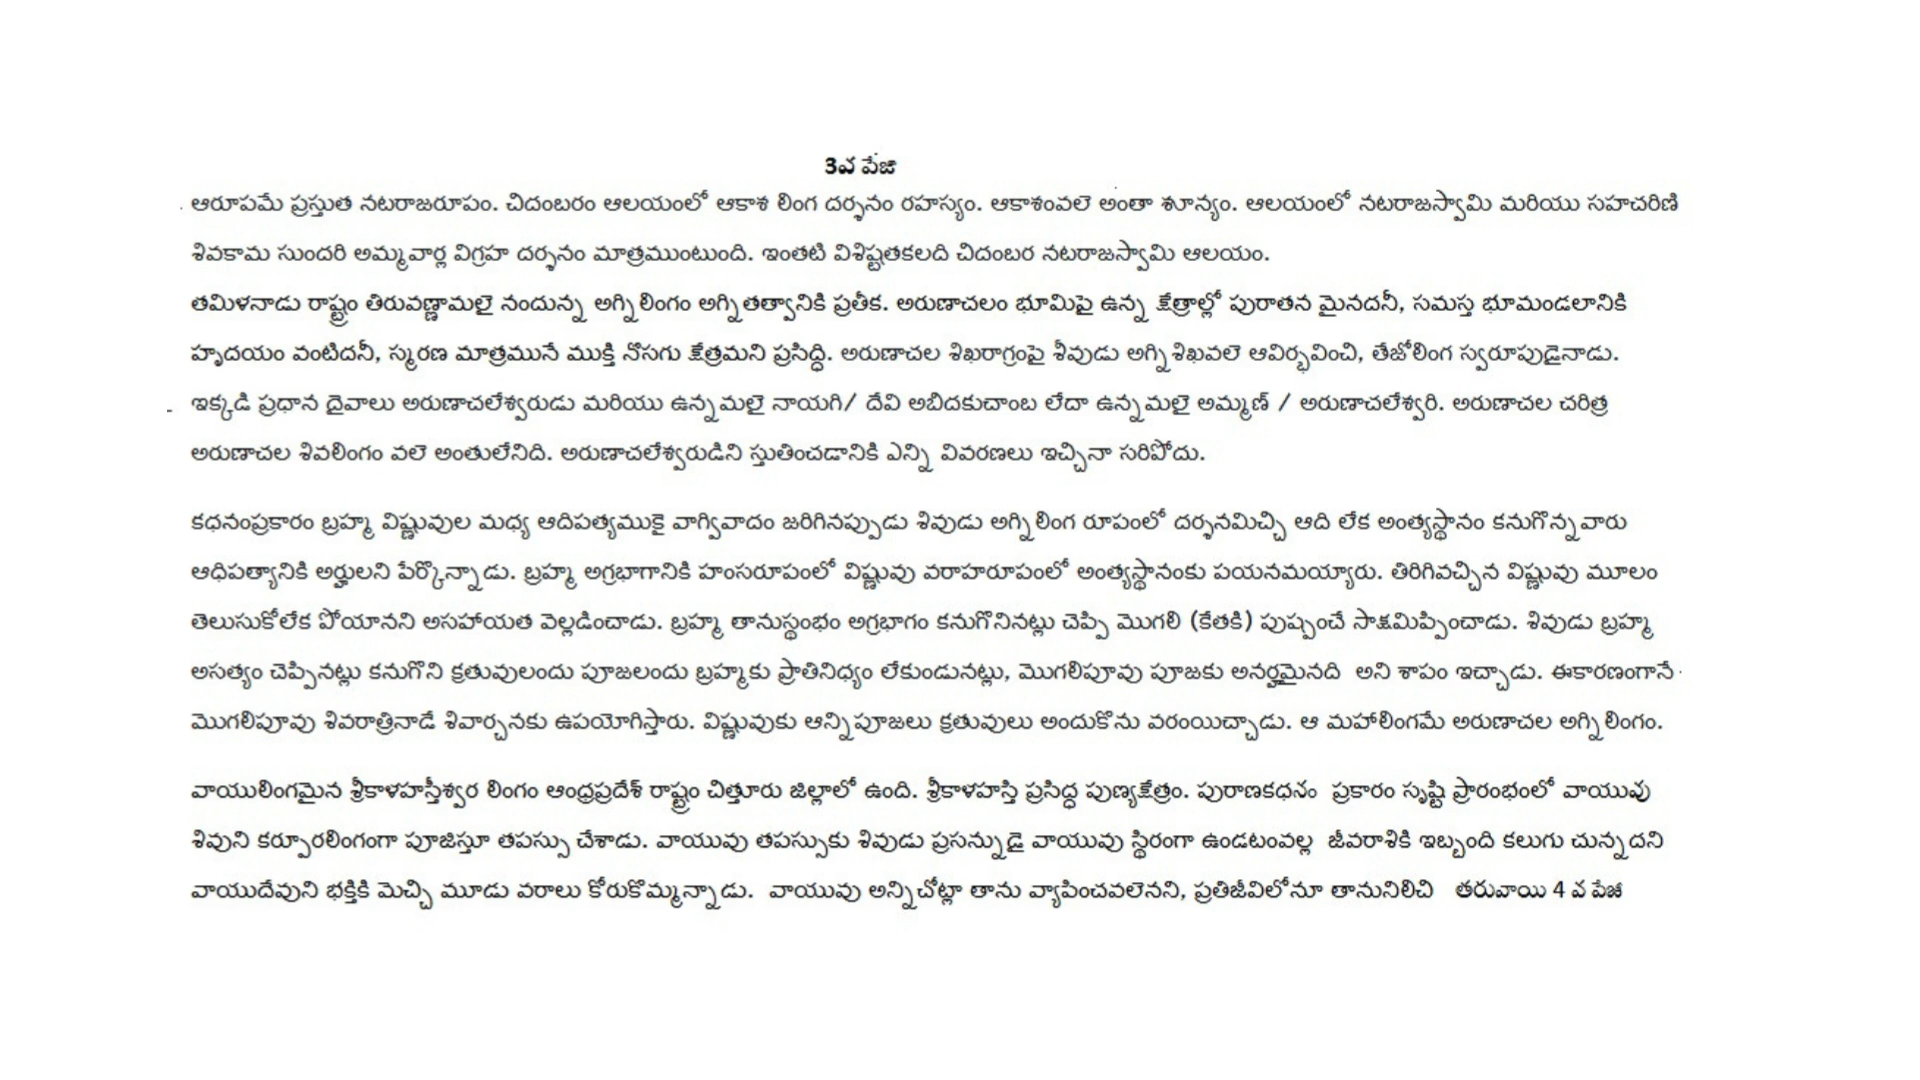 3వ పేజి
ఆరూపమే ప్రస్తుత నటరాజరూపం. చిదంబరం ఆలయంలో ఆకాశ లింగ దర్శనం రహస్యం. ఆకాశంవలె అంతా శూన్యం. ఆలయంలో నటరాజస్వామి మరియు సహచరిణి
శివకామ సుందరి అమ్మవార్ల విగ్రహ దర్శనం మాత్రముంటుంది. ఇంతటి విశిష్టతకలది చిదంబర నటరాజస్వామి ఆలయం.
తమిళనాడు రాష్ట్రం తిరువణ్ణామలై నందున్న అగ్నిలింగం అగ్నితత్వానికి ప్రతీక. అరుణాచలం భూమిపై ఉన్న క్షేత్రాల్లో పురాతన మైనదనీ, సమస్త భూమండలానికి
హృదయం వంటిదనీ, స్మరణ మాత్రమునే ముక్తి నొసగు క్షేత్రమని ప్రసిద్ధి. అరుణాచల శిఖరాగ్రంపై శీవుడు అగ్నిశిఖవలె ఆవిర్భవించి, తేజోలింగ స్వరూపుడైనాడు.
ఇక్కడి ప్రధాన దైవాలు అరుణాచలేశ్వరుడు మరియు ఉన్నమలై నాయగి/ దేవి అబిదకుచాంబ లేదా ఉన్నమలై అమ్మణ్ / అరుణాచలేశ్వరి. అరుణాచల చరిత్ర
అరుణాచల శివలింగం వలె అంతులేనిది. అరుణాచలేశ్వరుడిని స్తుతించడానికి ఎన్ని వివరణలు ఇచ్చినా సరిపోదు.
కధనంప్రకారం బ్రహ్మ విష్ణువుల మధ్య ఆదిపత్యముకై వాగ్వివాదం జరిగినప్పుడు శివుడు అగ్నిలింగ రూపంలో దర్శనమిచ్చి ఆది లేక అంత్యస్థానం కనుగొన్నవారు
ఆధిపత్యానికి అర్హులని పేర్కొన్నాడు. బ్రహ్మ అగ్రభాగానికి హంసరూపంలో విష్ణువు వరాహరూపంలో అంత్యస్థానంకు పయనమయ్యారు. తిరిగివచ్చిన విష్ణువు మూలం
తెలుసుకోలేక పోయానని అసహాయత వెల్లడించాడు. బ్రహ్మ తానుస్థంభం అగ్రభాగం కనుగొనినట్లు చెప్పి మొగలి (కేతకి) పుష్పంచే సాక్షమిప్పించాడు. శివుడు బ్రహ్మ
అసత్యం చెప్పినట్లు కనుగొని క్రతువులందు పూజలందు బ్రహ్మకు ప్రాతినిధ్యం లేకుండునట్లు, మొగలిపూవు పూజకు అనర్హమైనది అని శాపం ఇచ్చాడు. ఈకారణంగానే
మొగలిపూవు శివరాత్రినాడే శివార్చనకు ఉపయోగిస్తారు. విష్ణువుకు ఆన్నిపూజలు క్రతువులు అందుకొను వరంయిచ్చాడు. ఆ మహాలింగమే అరుణాచల అగ్నిలింగం.
వాయులింగమైన శ్రీకాళహస్తీశ్వర లింగం ఆంధ్రప్రదేశ్ రాష్ట్రం చిత్తూరు జిల్లాలో ఉంది. శ్రీకాళహస్తి ప్రసిద్ధ పుణ్యక్షేత్రం. పురాణకధనం ప్రకారం సృష్టి ప్రారంభంలో వాయువు
శివుని కర్పూరలింగంగా పూజిస్తూ తపస్సు చేశాడు. వాయువు తపస్సుకు శివుడు ప్రసన్నుడై వాయువు స్థిరంగా ఉండటంవల్ల జీవరాశికి ఇబ్బంది కలుగు చున్నదని
వాయుదేవుని భక్తికి మెచ్చి మూడు వరాలు కోరుకొమ్మన్నాడు. వాయువు అన్నిచోట్లా తాను వ్యాపించవలెనని, ప్రతిజీవిలోనూ తానునిలిచి తరువాయి 4 వ పేజీ